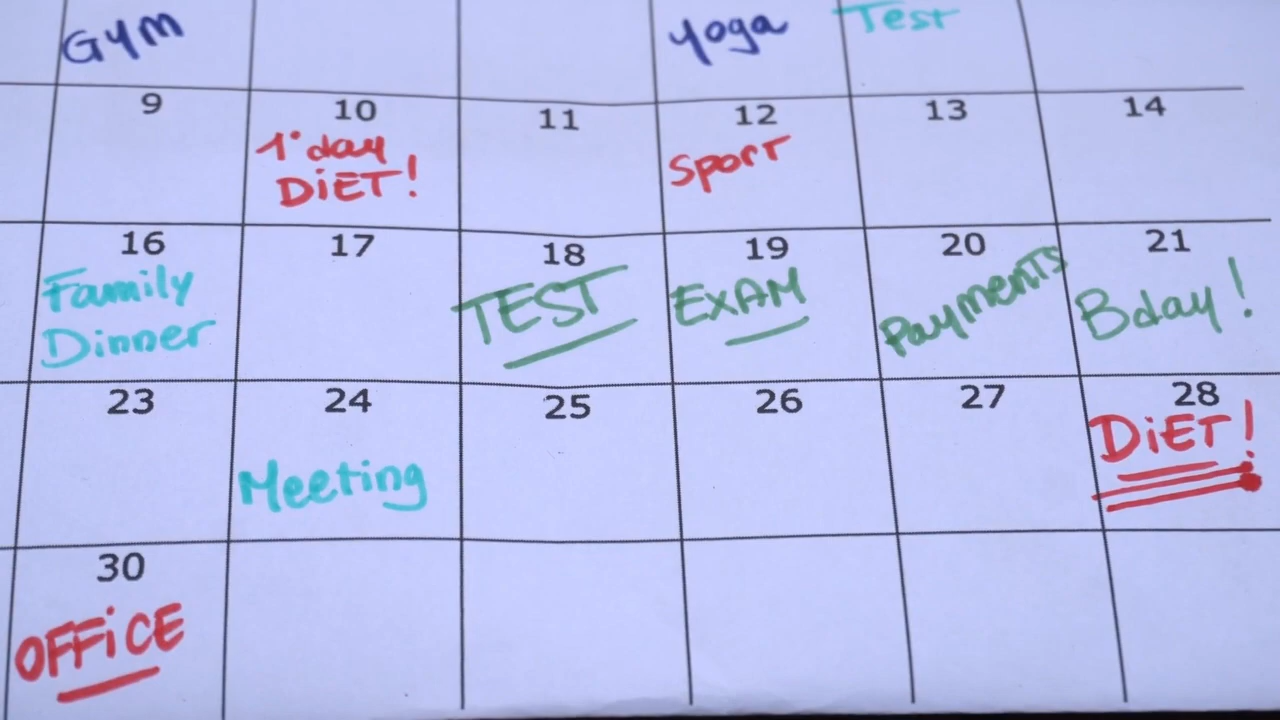 GYM Yoga Test
9 10 11 12 13 14
1° day
DiET! Sport
16 17 18 19 20 21
Family
Dinner TEST EXAM Payments Bday!
23 24 25 26 27 28
Meeting DiET!
30
OFFiCE